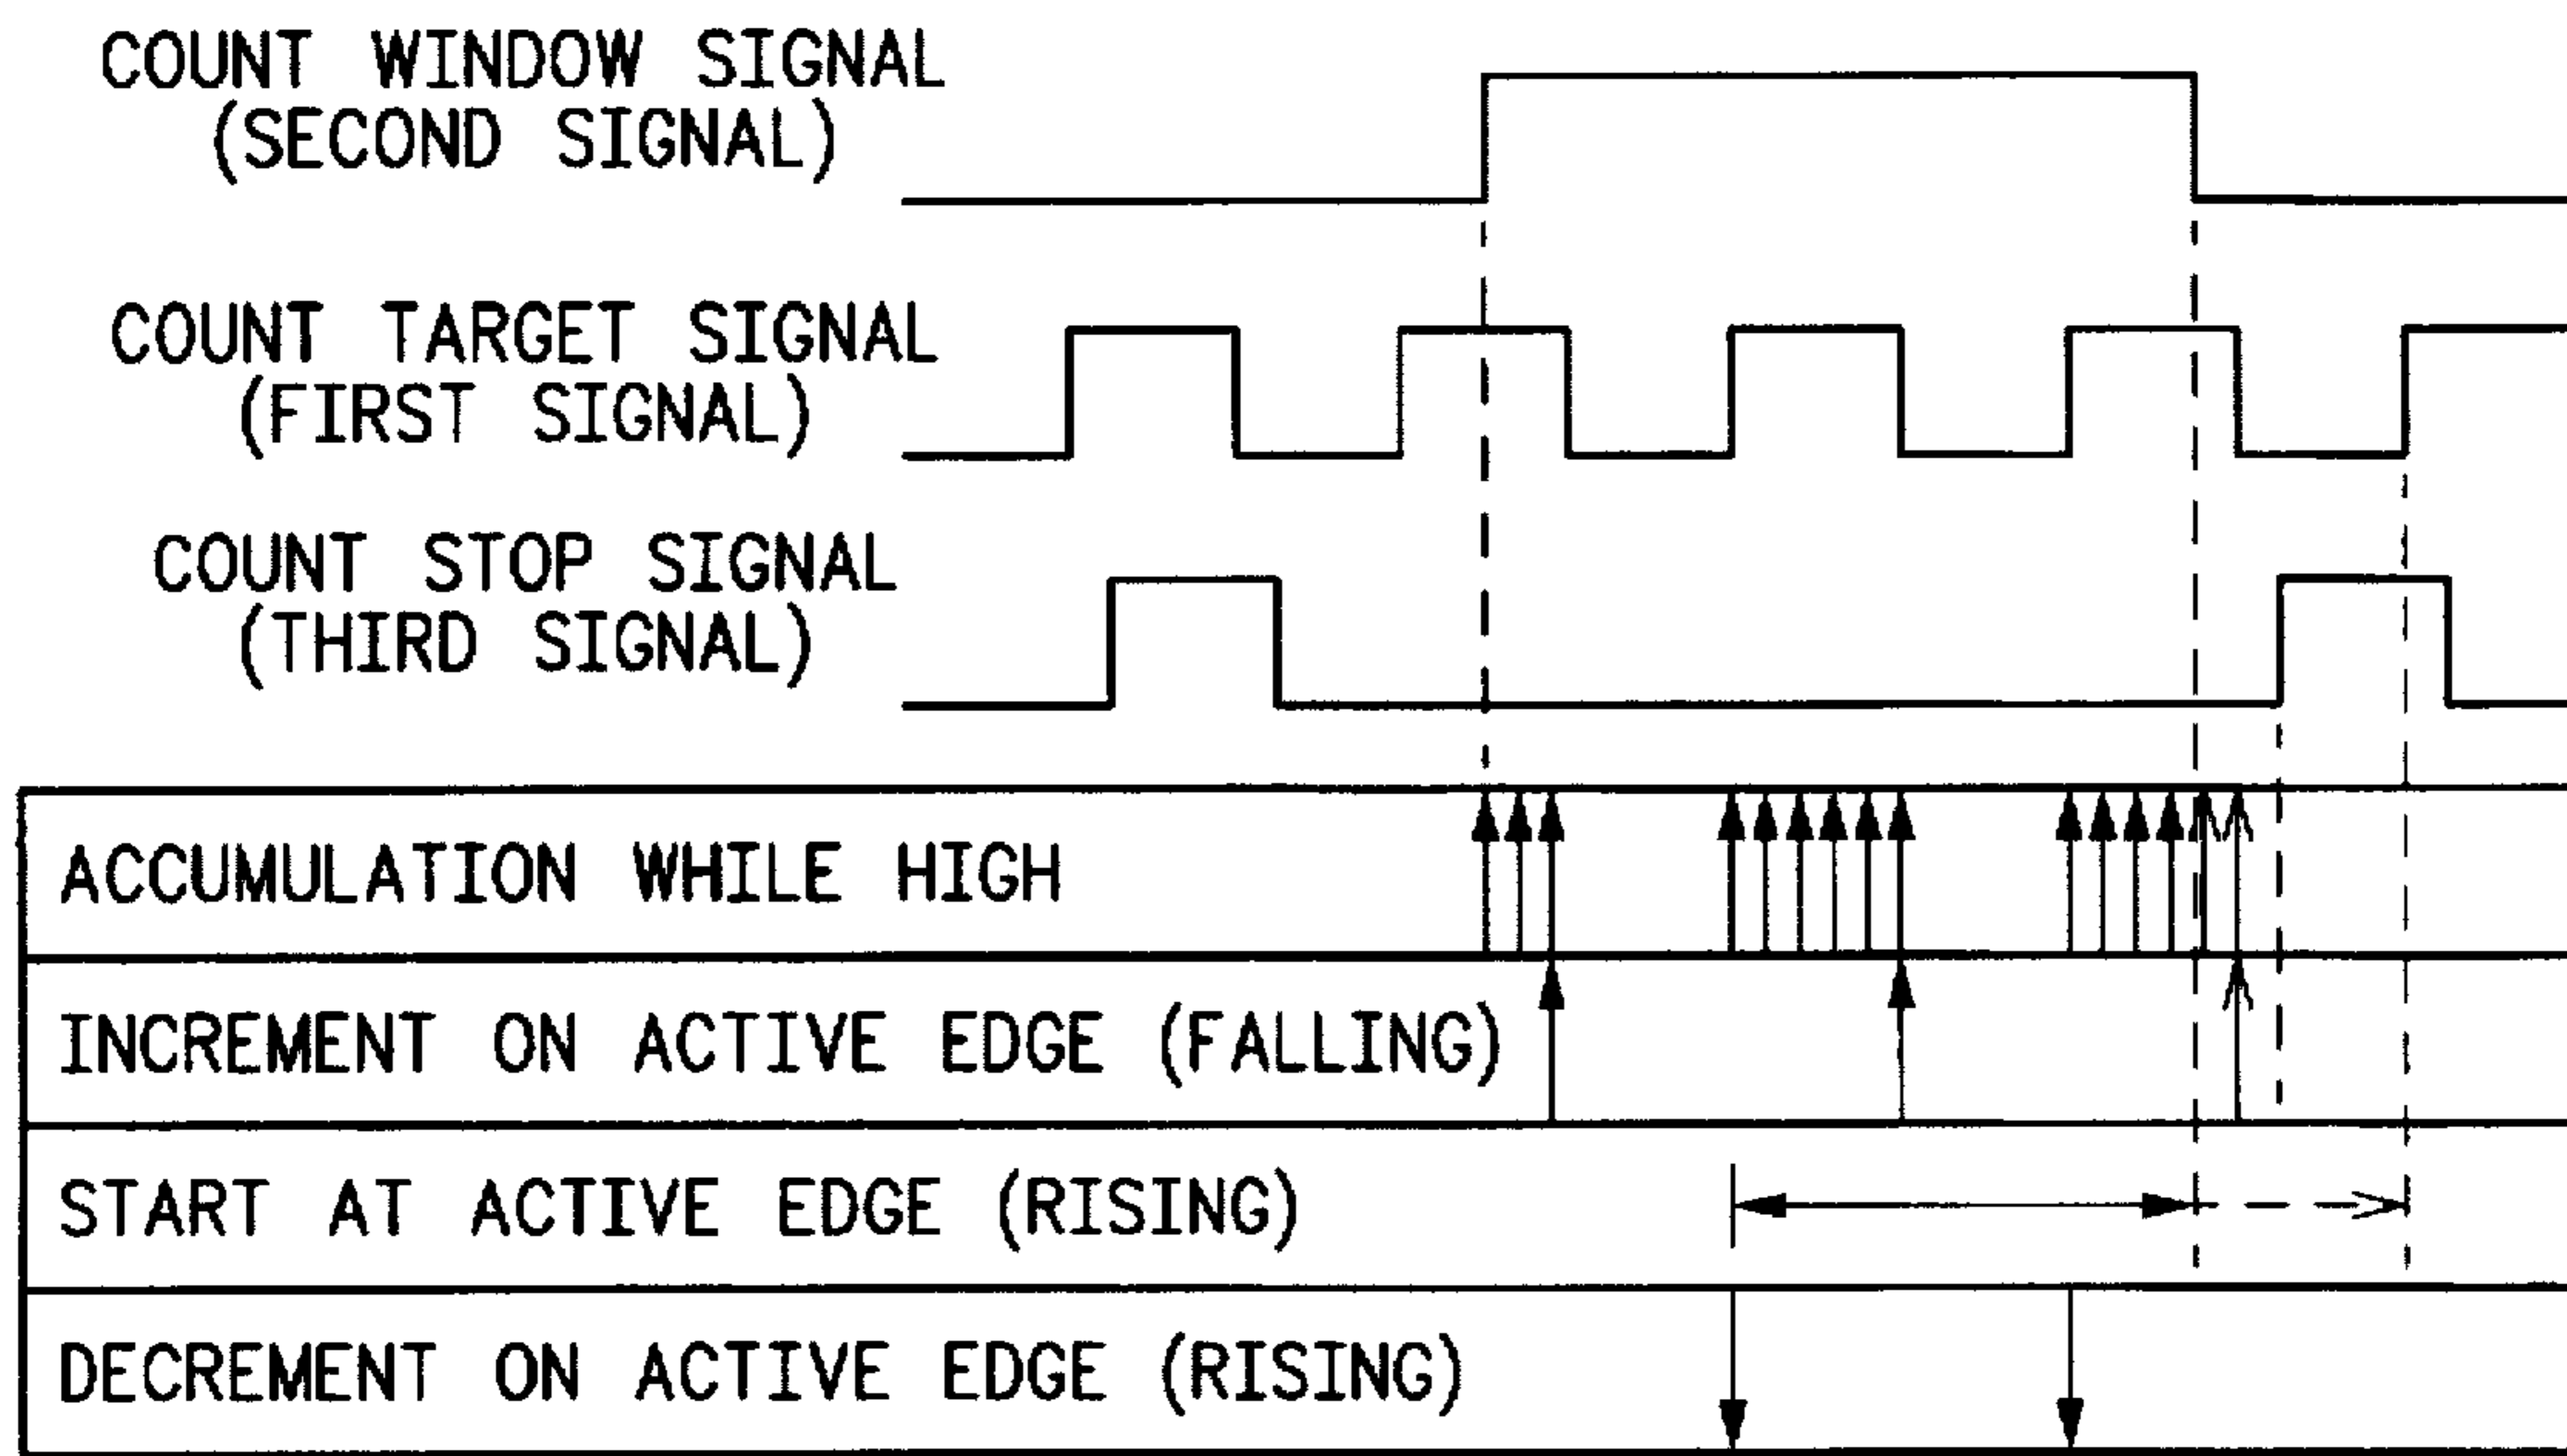 COUNT WINDOW SIGNAL
(SECOND SIGNAL)
COUNT TARGET SIGNAL
(FIRST SIGNAL)
COUNT STOP SIGNAL
(THIRD SIGNAL)
ACCUMULATION WHILE HIGH
INCREMENT ON ACTIVE EDGE (FALLING)
START AT ACTIVE EDGE (RISING)
DECREMENT ON ACTIVE EDGE (RISING)